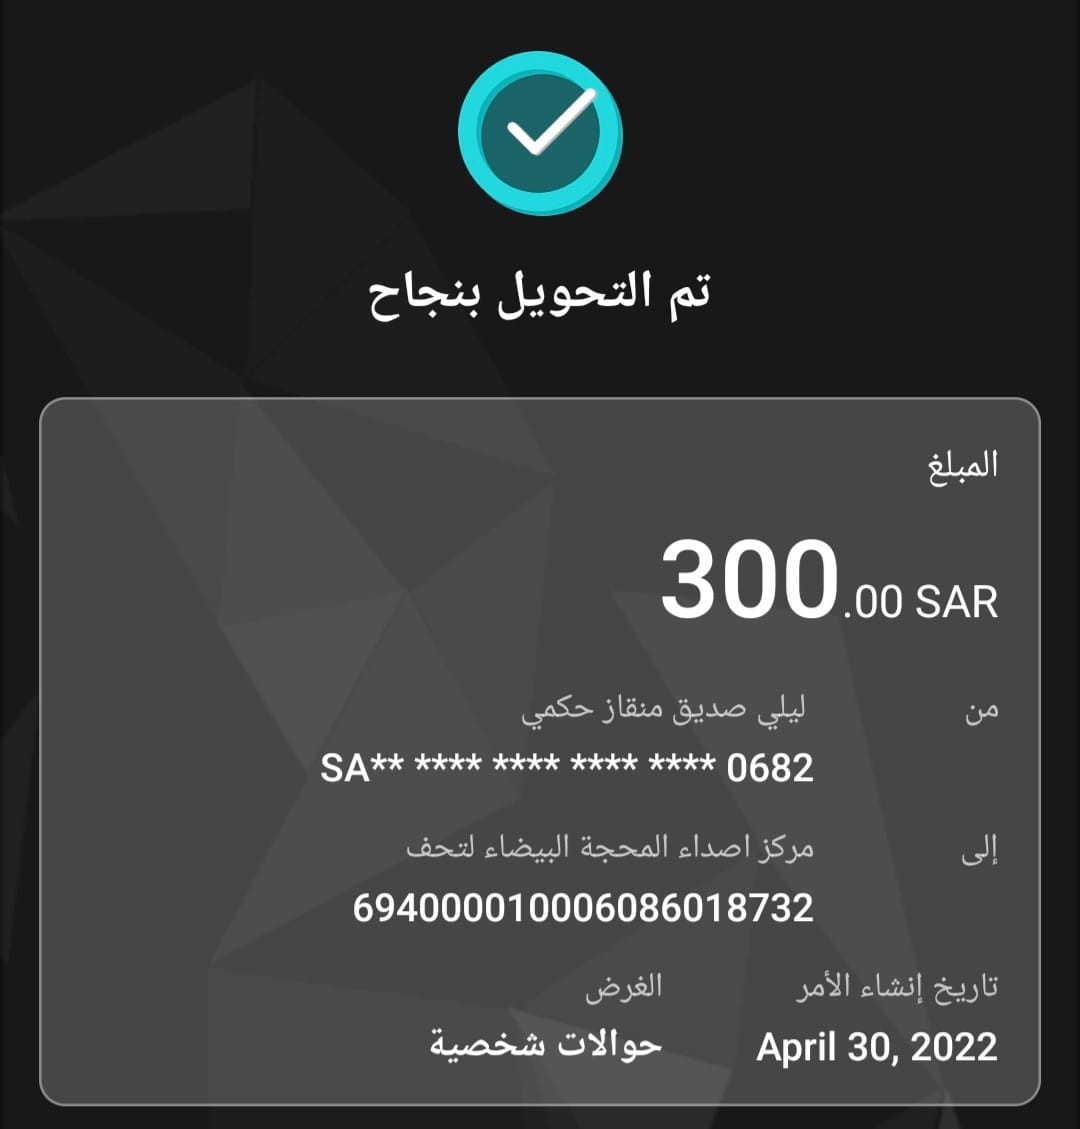 تم التحويل بنجاح
المبلغ
300.00 SAR
من ليلي صديق منقاز حكمي
SA** **** **** **** **** 0682
إلى مركز اصداء المحجة البيضاء لتحف
694000010006086018732
تاريخ إنشاء الأمر الغرض
April 30, 2022 حوالات شخصية